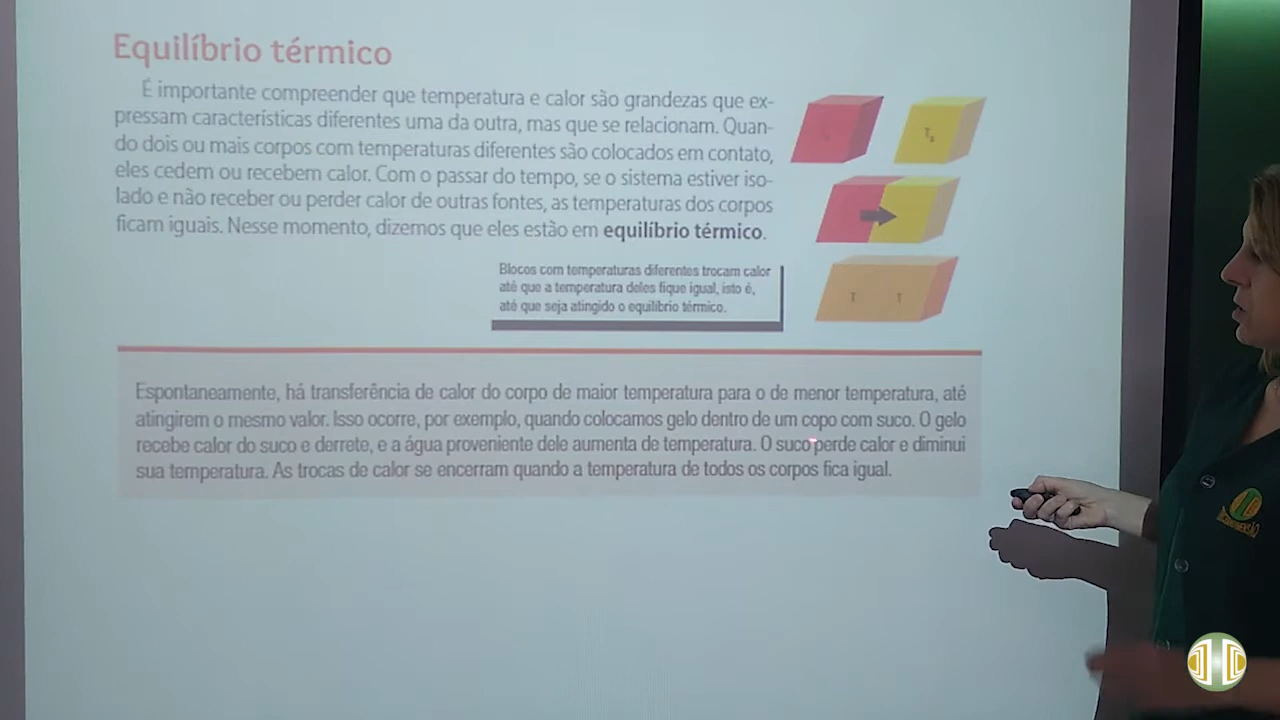 Equilíbrio térmico
É importante compreender que temperatura e calor são grandezas que ex-
pressam características diferentes uma da outra, mas que se relacionam. Quan-
do dois ou mais corpos com temperaturas diferentes são colocados em contato,
eles cedem ou recebem calor. Com o passar do tempo, se o sistema estiver iso-
lado e não receber ou perder calor de outras fontes, as temperaturas dos corpos
ficam iguais. Nesse momento, dizemos que eles estão em equilíbrio térmico.
Blocos com temperaturas diferentes trocam calor
até que a temperatura deles fique igual, isto é,
até que seja atingido o equilíbrio térmico.
T T
Espontaneamente, há transferência de calor do corpo de maior temperatura para o de menor temperatura, até
atingirem o mesmo valor. Isso ocorre, por exemplo, quando colocamos gelo dentro de um copo com suco. O gelo
recebe calor do suco e derrete, e a água proveniente dele aumenta de temperatura. O suco perde calor e diminui
sua temperatura. As trocas de calor se encerram quando a temperatura de todos os corpos fica igual.